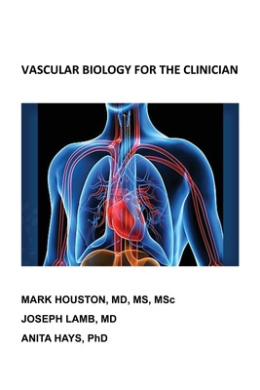 VASCULAR BIOLOGY FOR THE CLINICIAN
MARK HOUSTON, MD, MS, MSc
JOSEPH LAMB, MD
ANITA HAYS, PhD